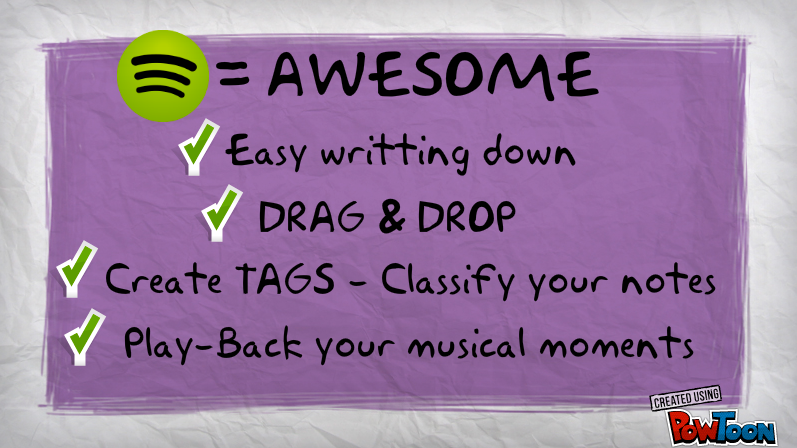 = AWESOME
Easy writting down
DRAG & DROP
Create TAGS - Classify your notes
Play-Back your musical moments
CREATED USING
POWTOON